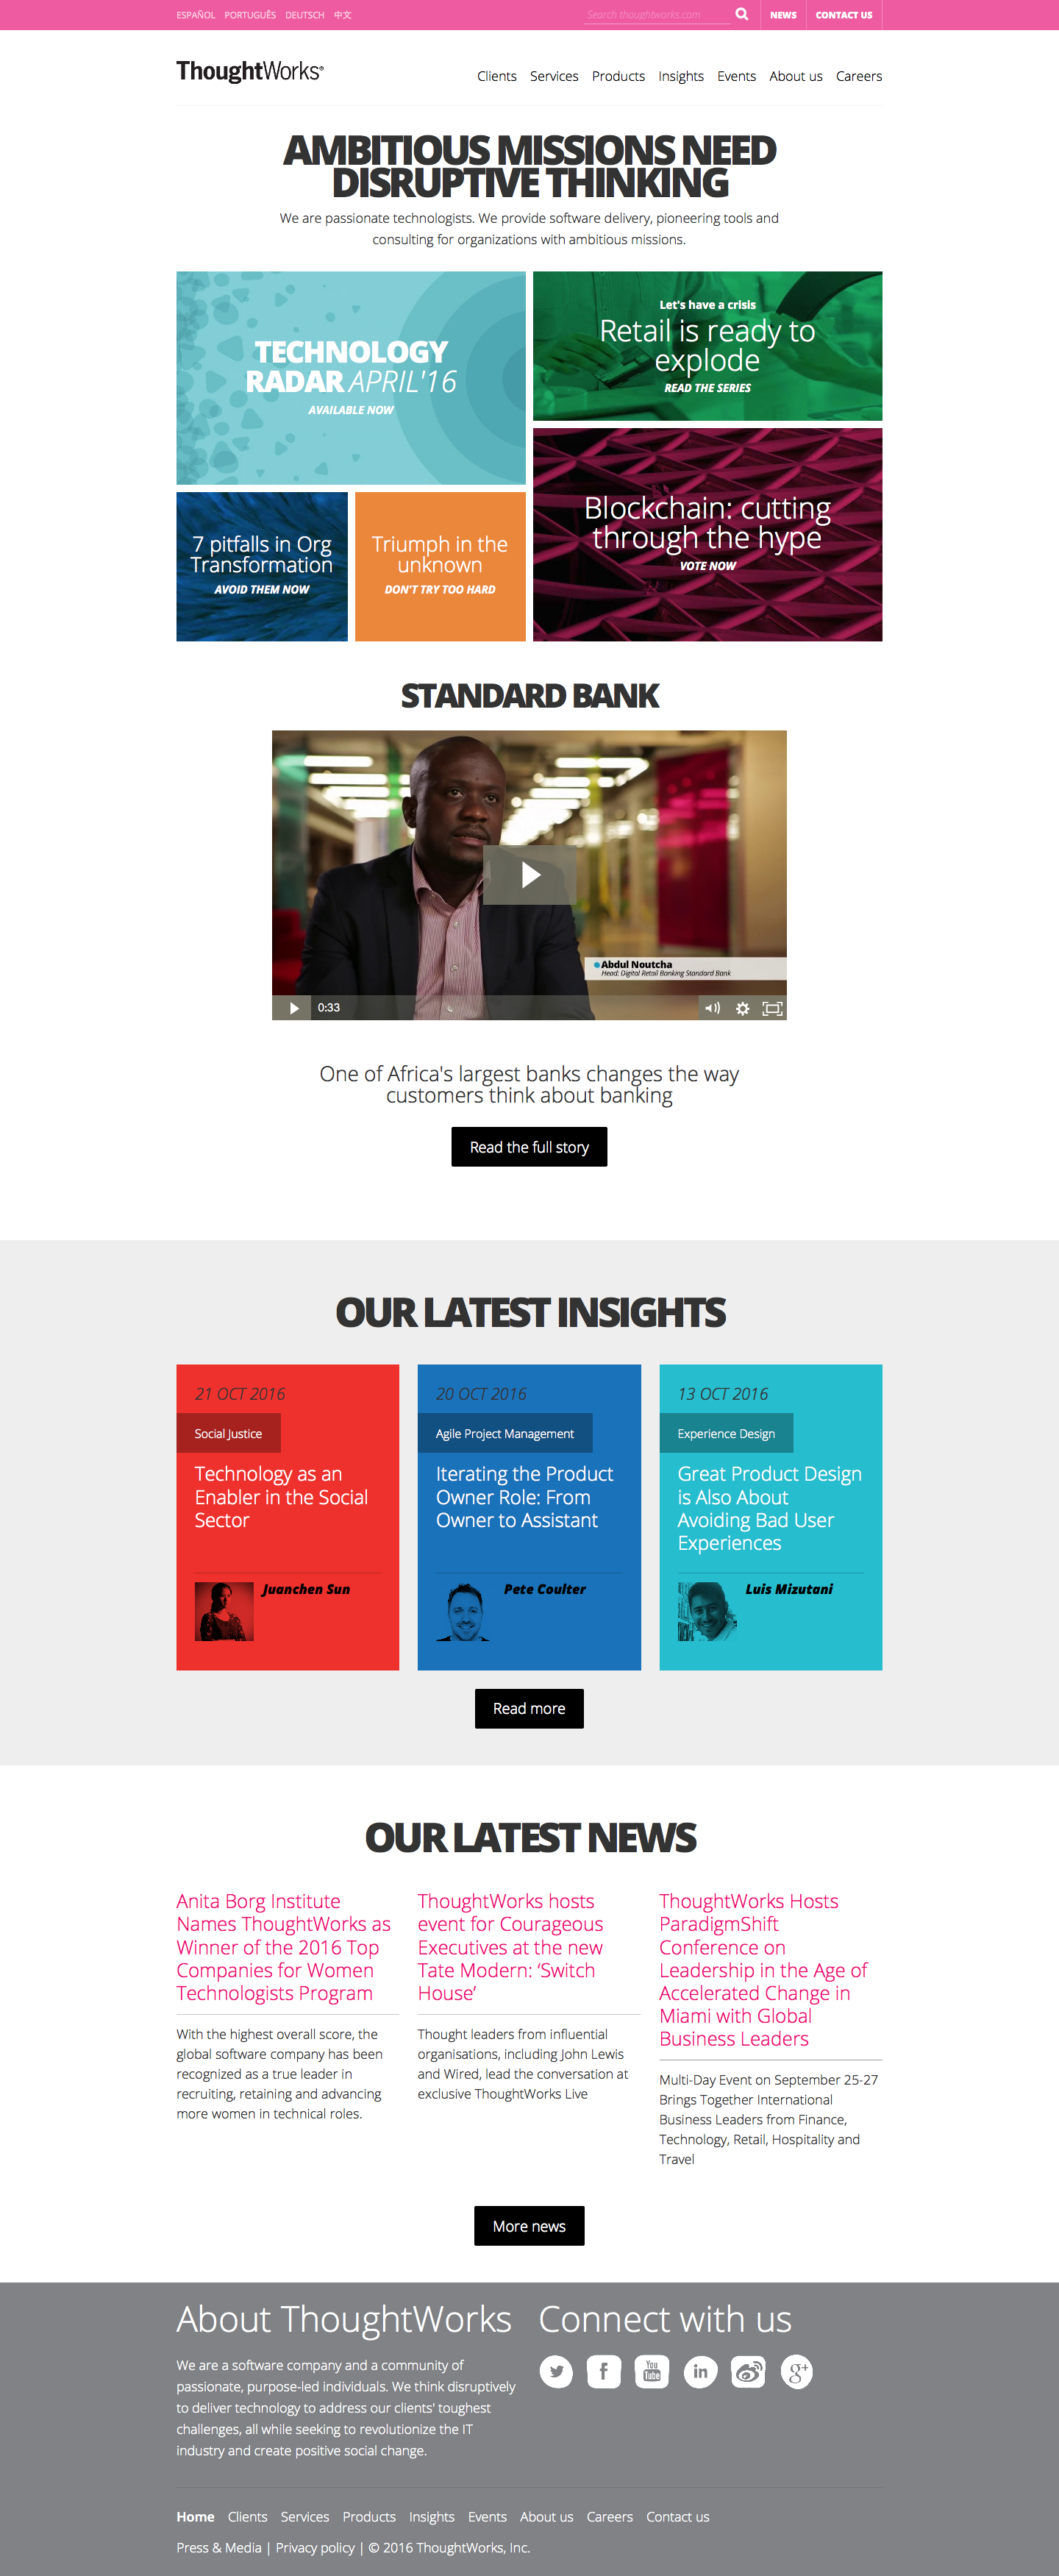 ESPAÑOL PORTUGUÊS DEUTSCH 中文
Search thoughtworks.com
NEWS
CONTACT US
ThoughtWorks®
Clients Services Products Insights Events About us Careers
AMBITIOUS MISSIONS NEED
DISRUPTIVE THINKING
We are passionate technologists. We provide software delivery, pioneering tools and
consulting for organizations with ambitious missions.
TECHNOLOGY
RADAR APRIL'16
AVAILABLE NOW
Let's have a crisis
Retail is ready to
explode
READ THE SERIES
7 pitfalls in Org
Transformation
AVOID THEM NOW
Triumph in the
unknown
DON'T TRY TOO HARD
Blockchain: cutting
through the hype
VOTE NOW
STANDARD BANK
Abdul Noutcha
Head: Digital Retail Banking Standard Bank
0:33
One of Africa's largest banks changes the way
customers think about banking
Read the full story
OUR LATEST INSIGHTS
21 OCT 2016
Social Justice
Technology as an
Enabler in the Social
Sector
Juanchen Sun
20 OCT 2016
Agile Project Management
Iterating the Product
Owner Role: From
Owner to Assistant
Pete Coulter
13 OCT 2016
Experience Design
Great Product Design
is Also About
Avoiding Bad User
Experiences
Luis Mizutani
Read more
OUR LATEST NEWS
Anita Borg Institute
Names ThoughtWorks as
Winner of the 2016 Top
Companies for Women
Technologists Program
With the highest overall score, the
global software company has been
recognized as a true leader in
recruiting, retaining and advancing
more women in technical roles.
ThoughtWorks hosts
event for Courageous
Executives at the new
Tate Modern: ‘Switch
House’
Thought leaders from influential
organisations, including John Lewis
and Wired, lead the conversation at
exclusive ThoughtWorks Live
ThoughtWorks Hosts
ParadigmShift
Conference on
Leadership in the Age of
Accelerated Change in
Miami with Global
Business Leaders
Multi-Day Event on September 25-27
Brings Together International
Business Leaders from Finance,
Technology, Retail, Hospitality and
Travel
More news
About ThoughtWorks
We are a software company and a community of
passionate, purpose-led individuals. We think disruptively
to deliver technology to address our clients' toughest
challenges, all while seeking to revolutionize the IT
industry and create positive social change.
Connect with us
f
You
Tube
in
g+
Home Clients Services Products Insights Events About us Careers Contact us
Press & Media | Privacy policy | © 2016 ThoughtWorks, Inc.